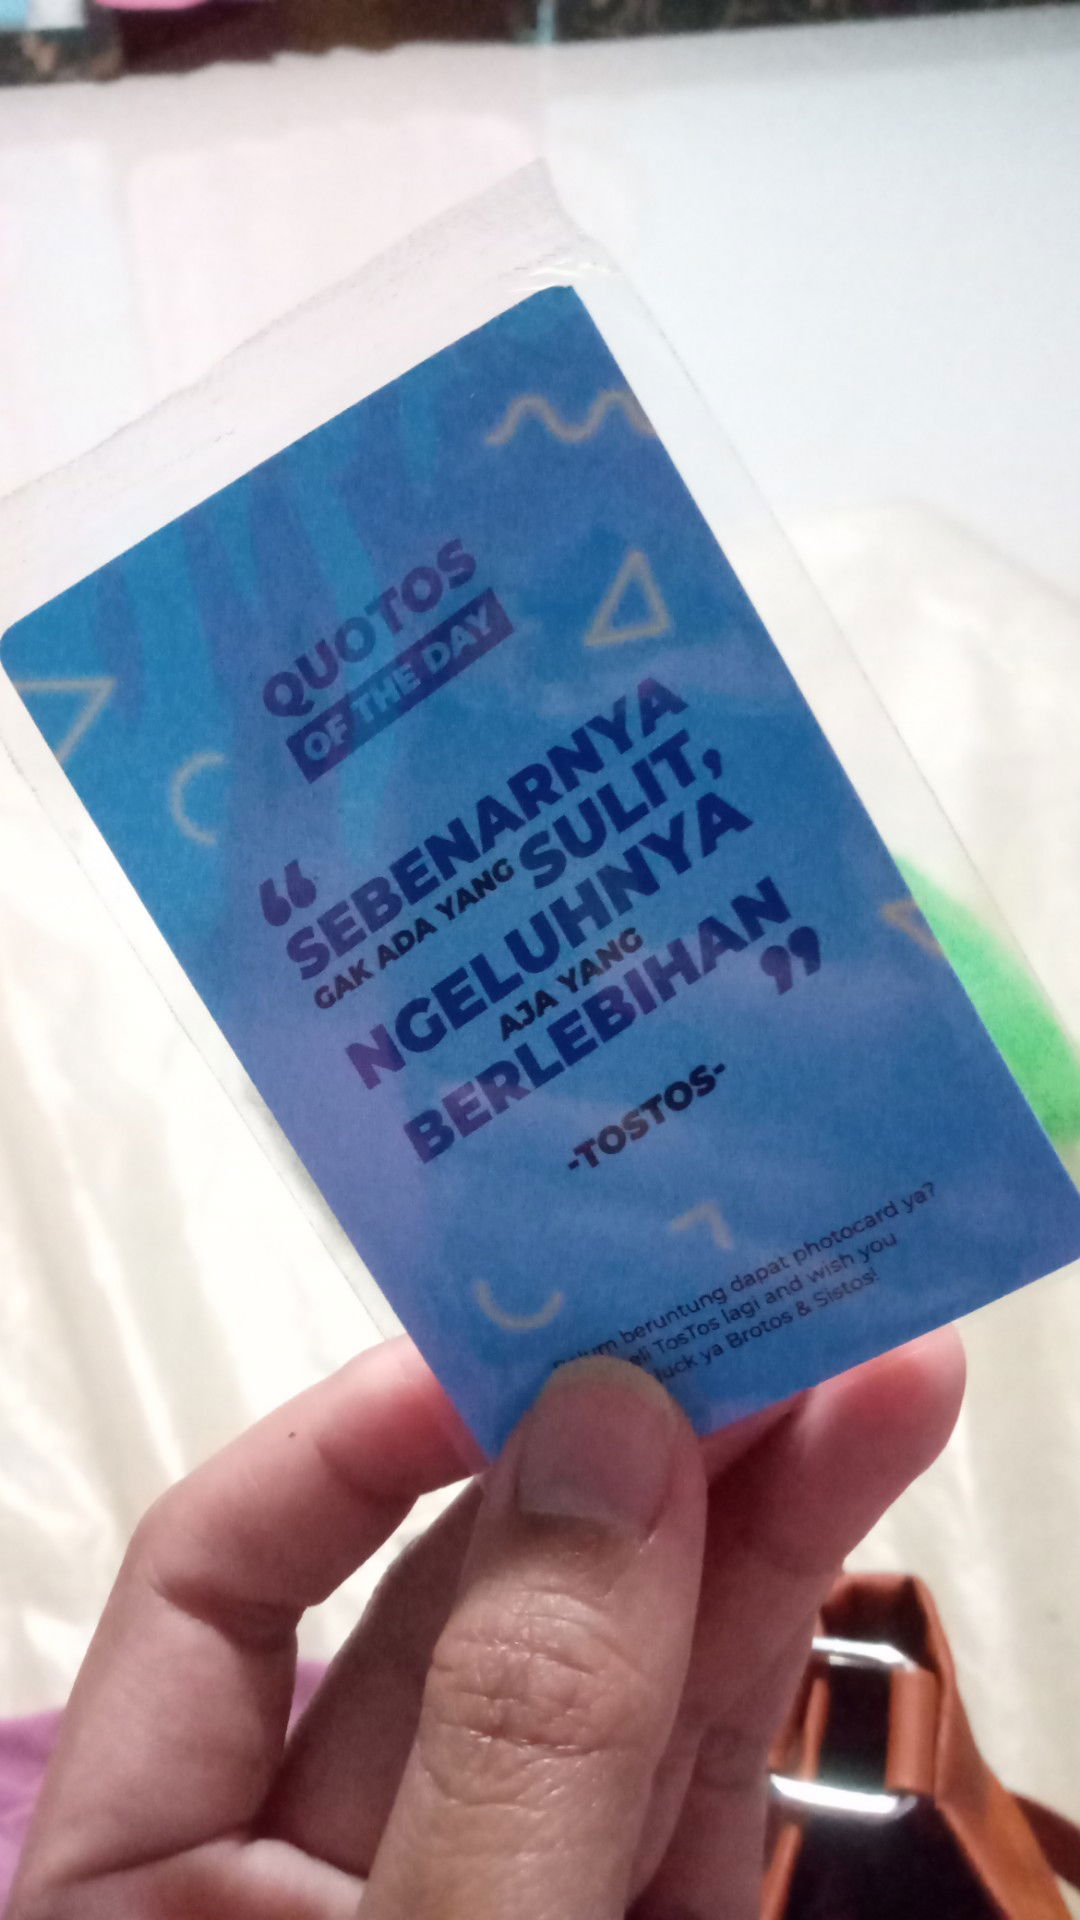 QUOTOS
OF THE DAY
“
SEBENARNYA
GAK ADA YANG SULIT,
NGELUHNYA
AJA YANG
BERLEBIHAN
”
-TOSTOS-
beruntung dapat photocard ya?
TosTos lagi and wish you
luck ya Brotos & Sistos!